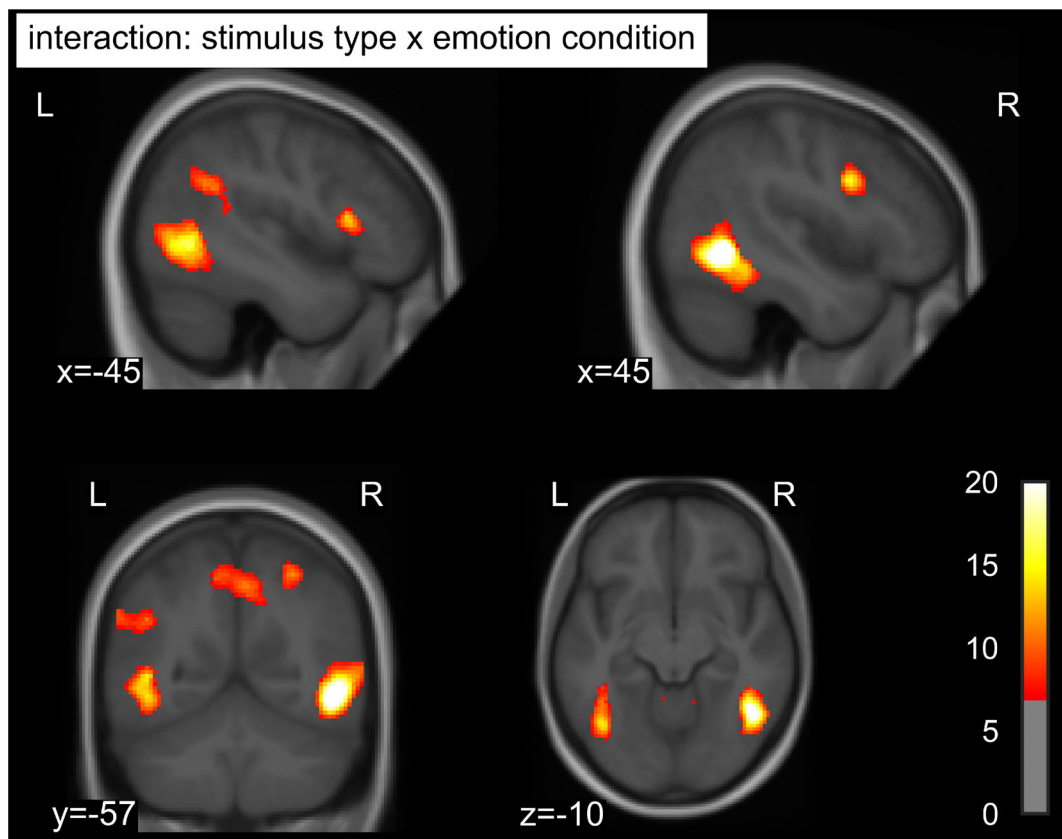 interaction: stimulus type x emotion condition
L
R
x=-45
x=45
L
R
L
R
20
15
10
5
0
y=-57
z=-10